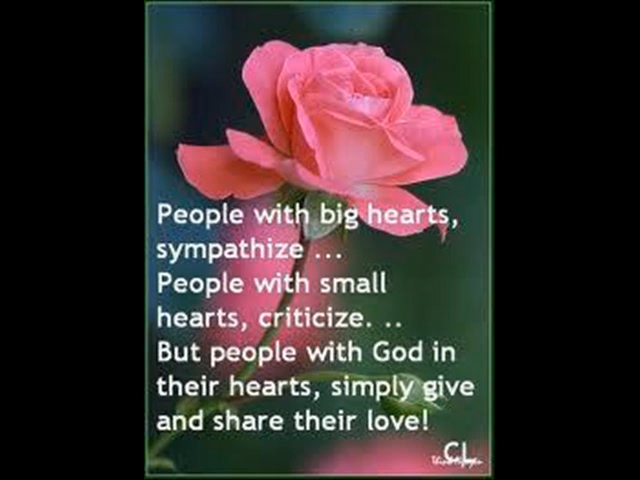 People with big hearts,
sympathize ...
People with small
hearts, criticize. ..
But people with God in
their hearts, simply give
and share their love!
CL